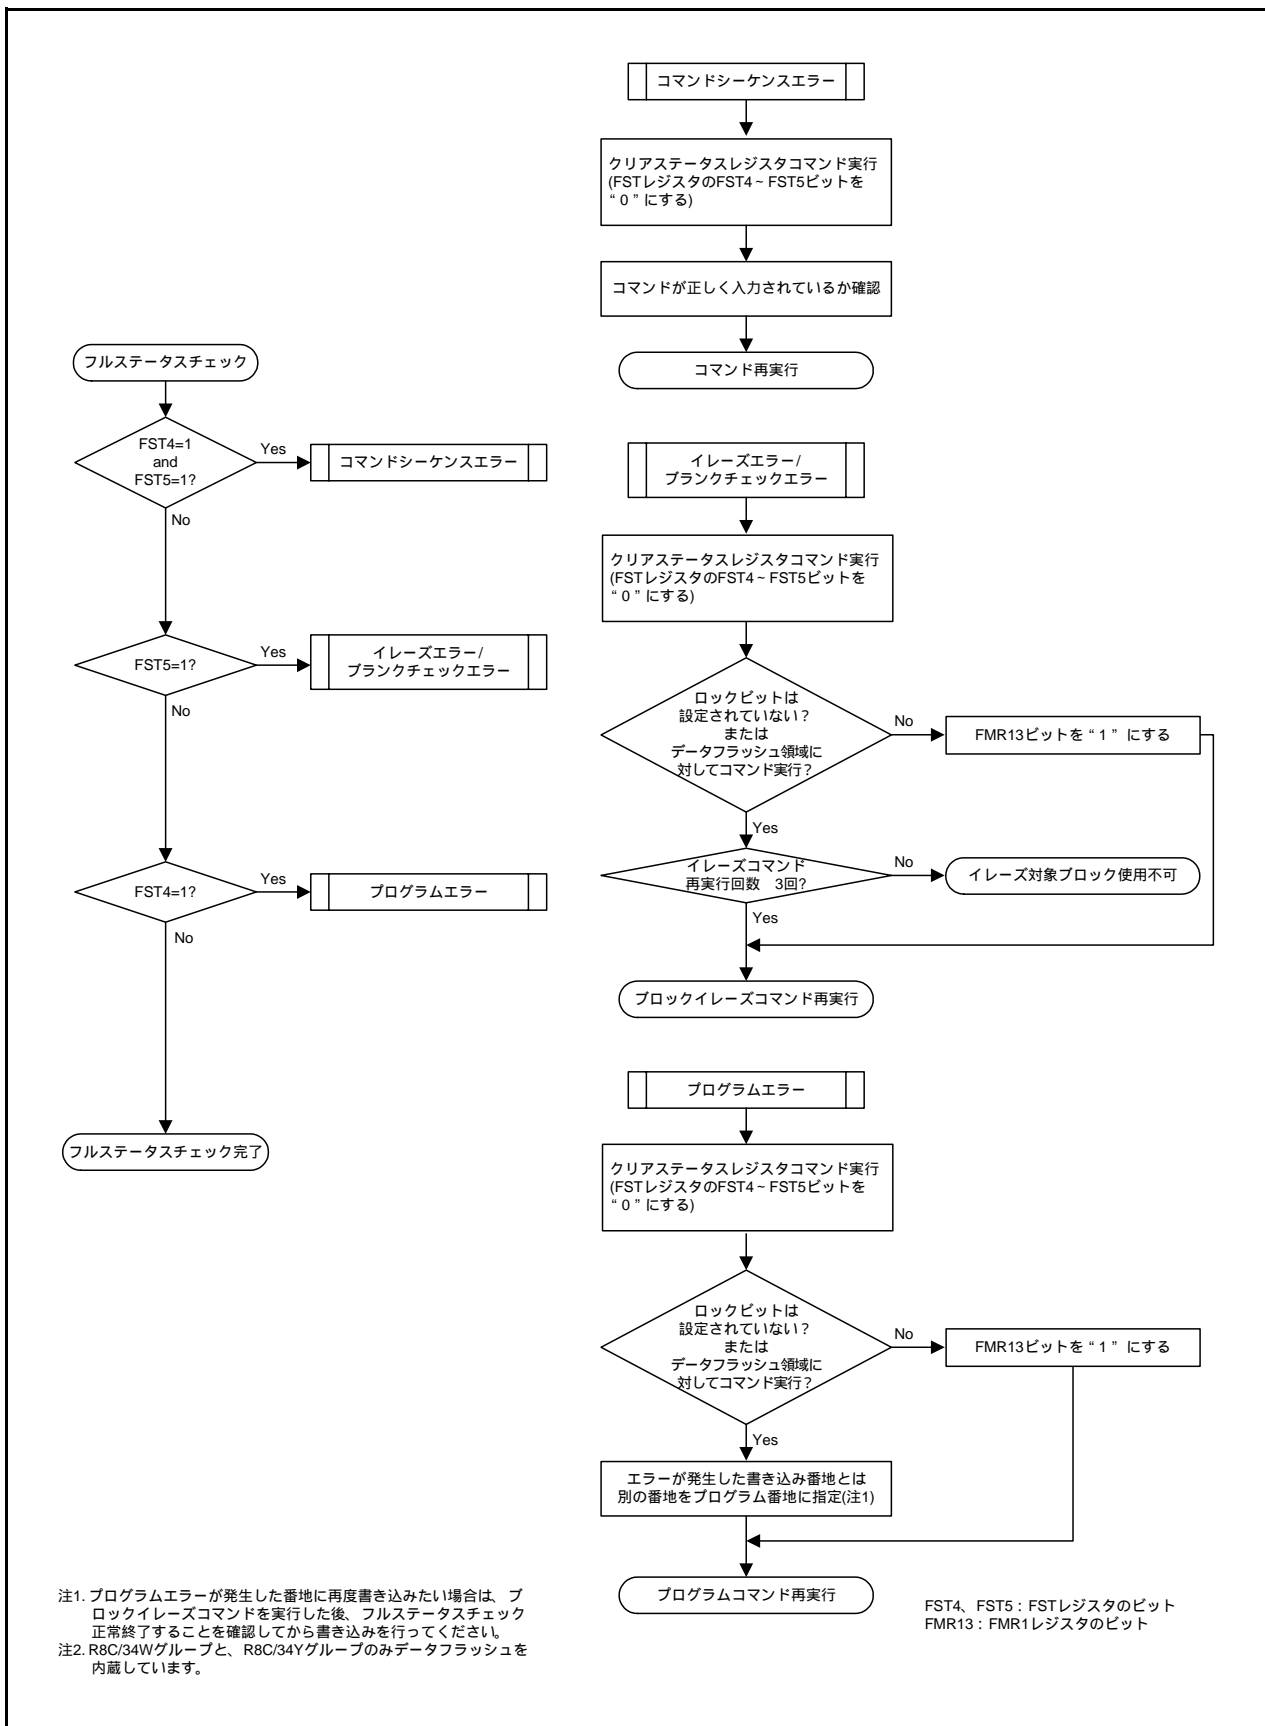 フルステータスチェック
FST4=1
and
FST5=1?
Yes
コマンドシーケンスエラー
No
FST5=1?
Yes
イレーズエラー/
ブランクチェックエラー
No
FST4=1?
Yes
プログラムエラー
No
フルステータスチェック完了
コマンドシーケンスエラー
クリアステータスレジスタコマンド実行
(FSTレジスタのFST4~FST5ビットを
“0”にする)
コマンドが正しく入力されているか確認
コマンド再実行
イレーズエラー/
ブランクチェックエラー
クリアステータスレジスタコマンド実行
(FSTレジスタのFST4~FST5ビットを
“0”にする)
ロックビットは
設定されていない?
または
データフラッシュ領域に
対してコマンド実行?
No
FMR13ビットを“1”にする
Yes
イレーズコマンド
再実行回数 3回?
No
イレーズ対象ブロック使用不可
Yes
ブロックイレーズコマンド再実行
プログラムエラー
クリアステータスレジスタコマンド実行
(FSTレジスタのFST4~FST5ビットを
“0”にする)
ロックビットは
設定されていない?
または
データフラッシュ領域に
対してコマンド実行?
No
FMR13ビットを“1”にする
Yes
エラーが発生した書き込み番地とは
別の番地をプログラム番地に指定(注1)
プログラムコマンド再実行
注1. プログラムエラーが発生した番地に再度書き込みたい場合は、ブ
ロックイレーズコマンドを実行した後、フルステータスチェック
正常終了することを確認してから書き込みを行ってください。
注2. R8C/34Wグループと、R8C/34Yグループのみデータフラッシュを
内蔵しています。
FST4、FST5:FSTレジスタのビット
FMR13:FMR1レジスタのビット